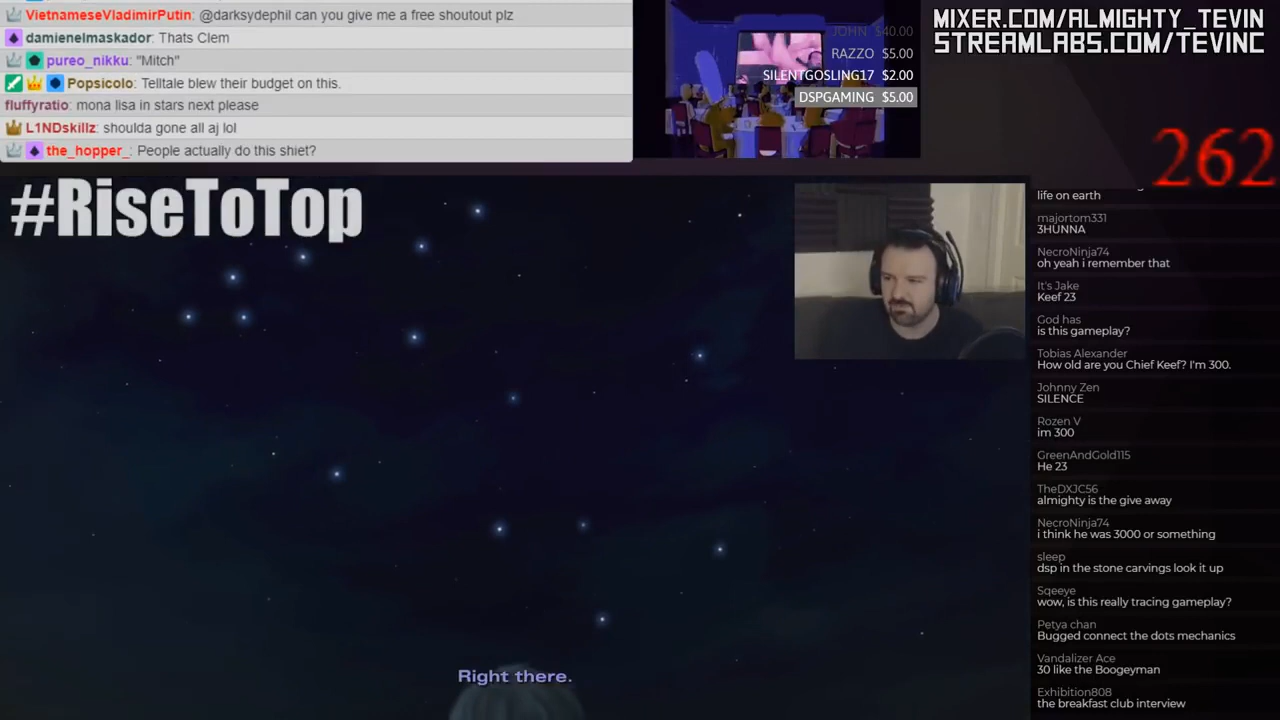 VietnameseVladimirPutin: @darksydephil can you give me a free shoutout plz
damienelmaskador: Thats Clem
pureo_nikku: "Mitch"
Popsicolo: Telltale blew their budget on this.
fluffyratio: mona lisa in stars next please
L1NDskillz: shoulda gone all aj lol
the_hopper_: People actually do this shiet?
JOHN $40.00
RAZZO $5.00
SILENTGOSLING17 $2.00
DSPGAMING $5.00
MIXER.COM/ALMIGHTY_TEVIN
STREAMLABS.COM/TEVINC
262
#RiseToTop
life on earth
majortom331
3HUNNA
NecroNinja74
oh yeah i remember that
It's Jake
Keef 23
God has
is this gameplay?
Tobias Alexander
How old are you Chief Keef? I'm 300.
Johnny Zen
SILENCE
Rozen V
im 300
GreenAndGold115
He 23
TheDXJC56
almighty is the give away
NecroNinja74
i think he was 3000 or something
sleep
dsp in the stone carvings look it up
Sqeeye
wow, is this really tracing gameplay?
Petya chan
Bugged connect the dots mechanics
Vandalizer Ace
30 like the Boogeyman
Exhibition808
the breakfast club interview
Right there.